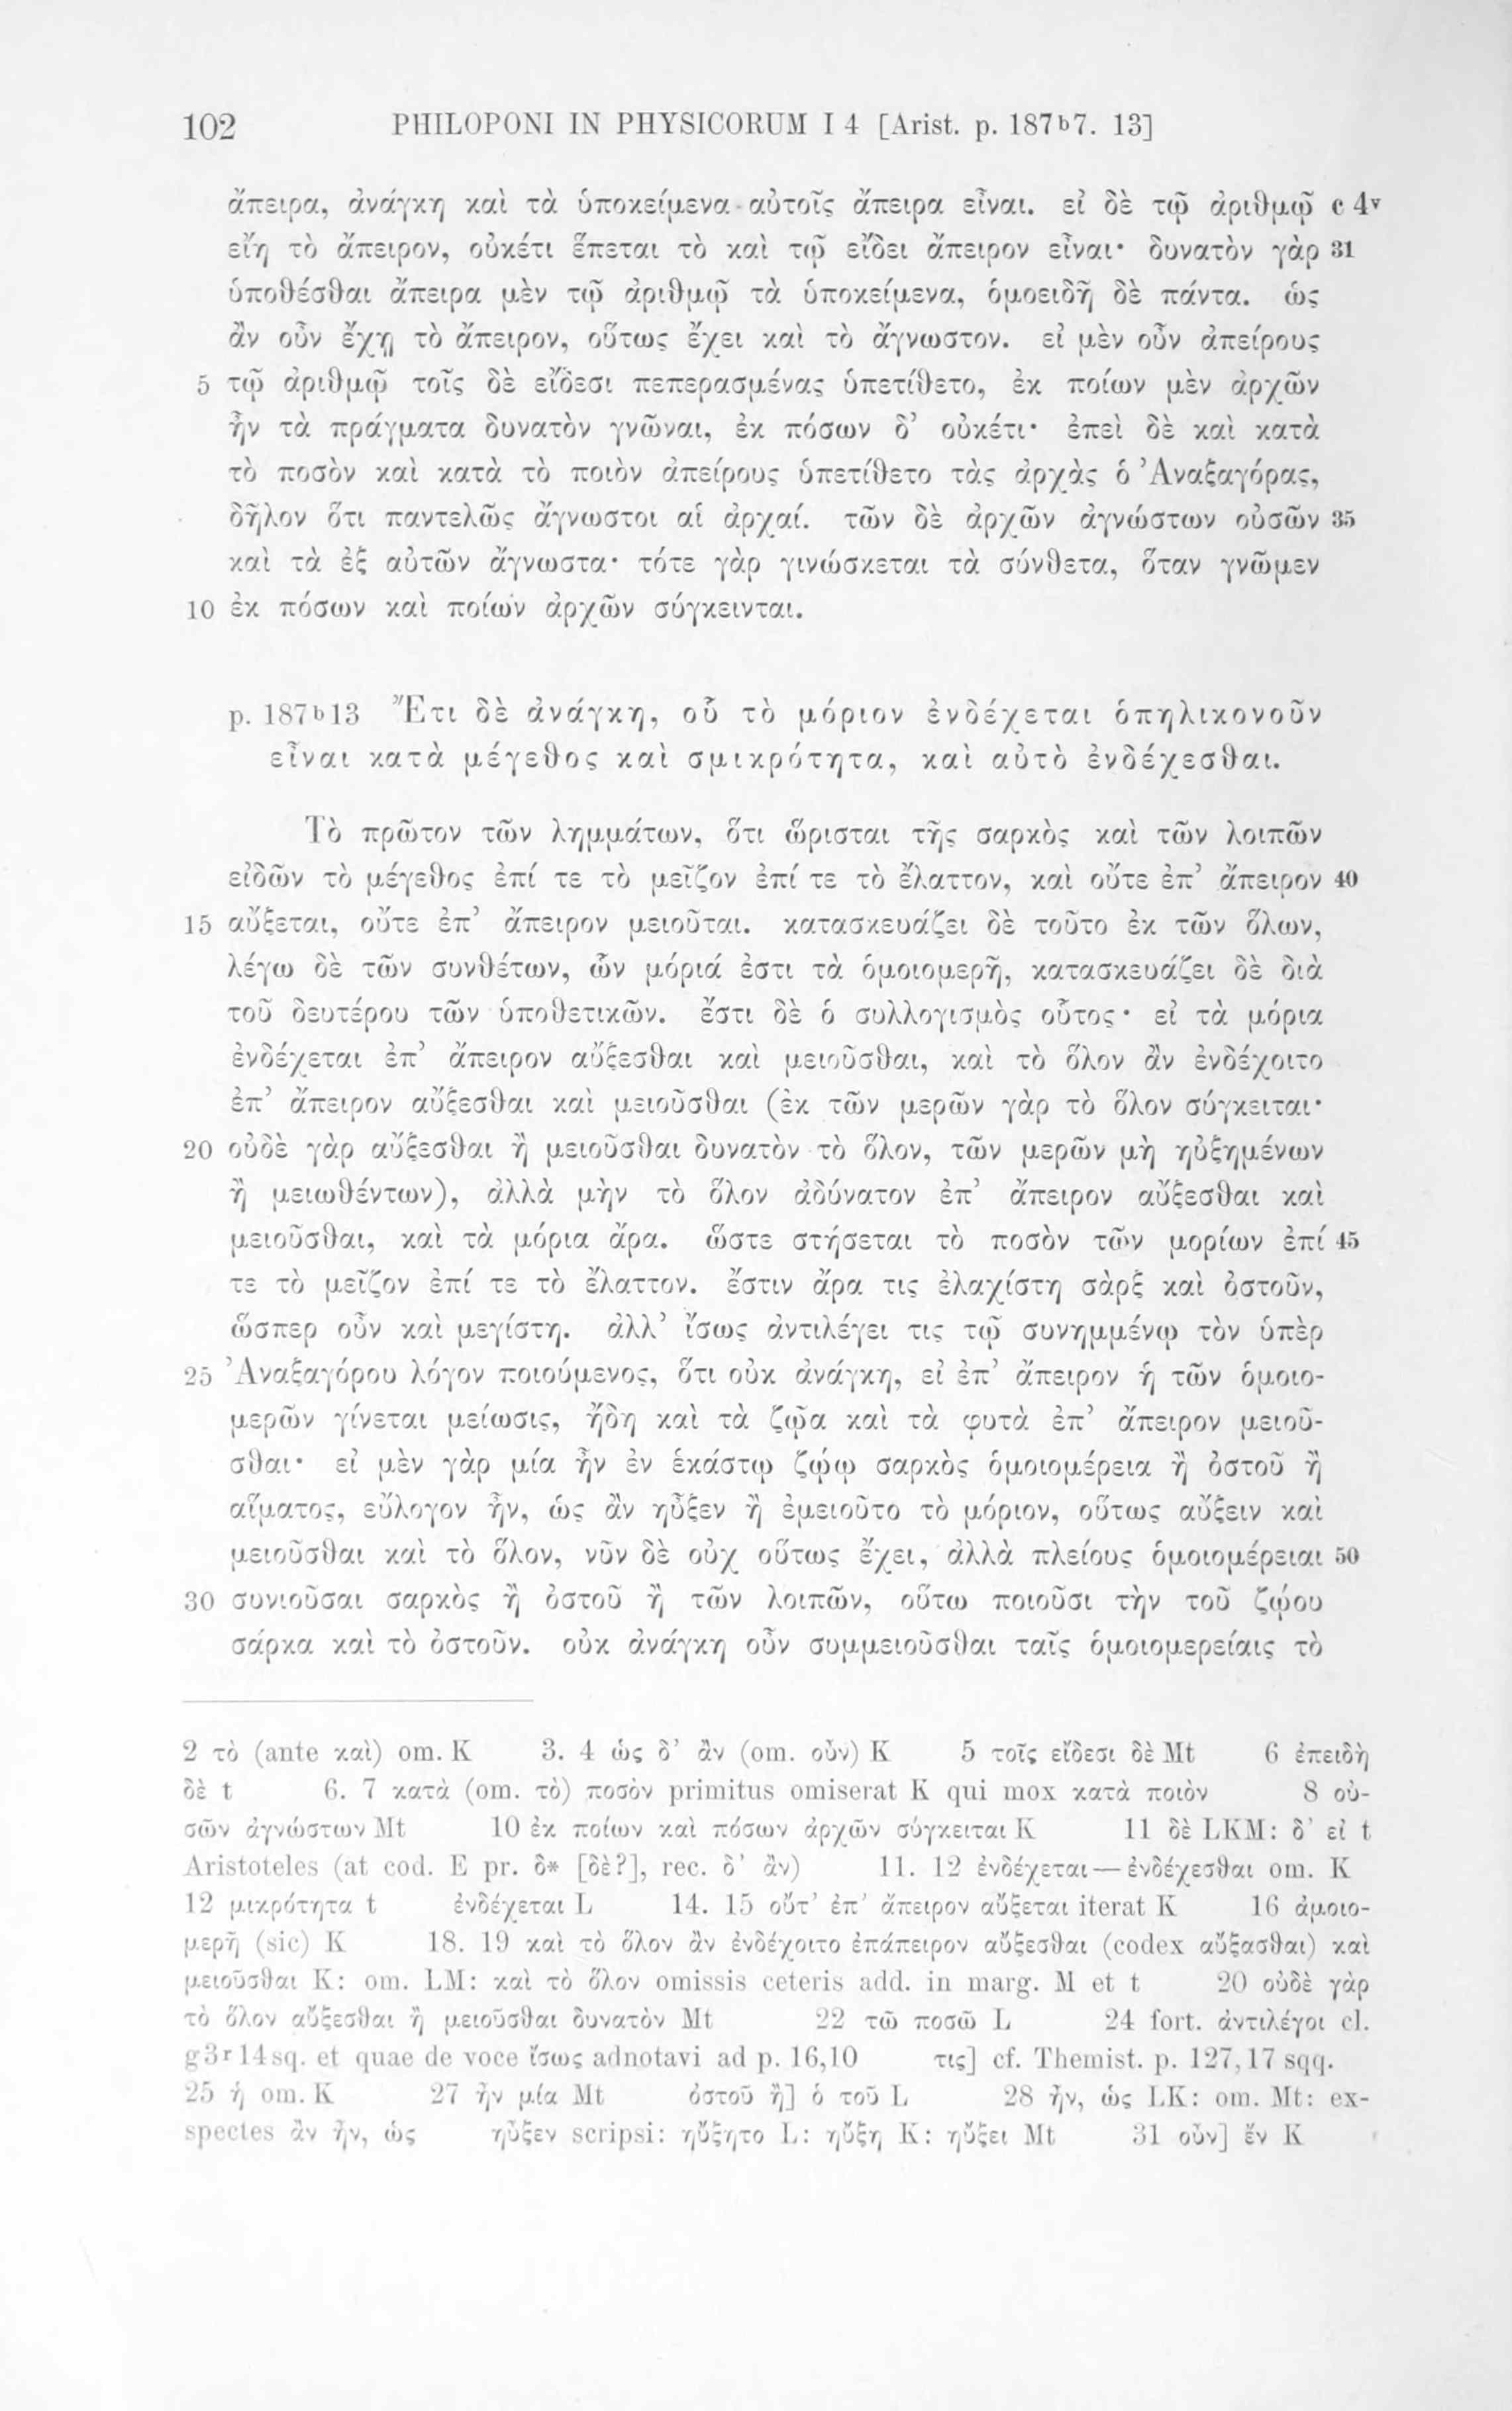 102 PHILOPONI IN PHYSICORUM I 4 [Arist. p. 187ᵇ7. 13]
ἄπειρα, ἀνάγκη καὶ τὰ ὑποκείμενα αὐτοῖς ἄπειρα εἶναι. εἰ δὲ τῷ ἀριθμῷ c 4ᵛ
εἴη τὸ ἄπειρον, οὐκέτι ἕπεται τὸ καὶ τῷ εἴδει ἄπειρον εἶναι· δυνατὸν γὰρ 31
ὑποθέσθαι ἄπειρα μὲν τῷ ἀριθμῷ τὰ ὑποκείμενα, ὁμοειδῆ δὲ πάντα. ὡς
ἂν οὖν ἔχῃ τὸ ἄπειρον, οὕτως ἔχει καὶ τὸ ἄγνωστον. εἰ μὲν οὖν ἀπείρους
5 τῷ ἀριθμῷ τοῖς δὲ εἴδεσι πεπερασμένας ὑπετίθετο, ἐκ ποίων μὲν ἀρχῶν
ἦν τὰ πράγματα δυνατὸν γνῶναι, ἐκ πόσων δ’ οὐκέτι· ἐπεὶ δὲ καὶ κατὰ
τὸ ποσὸν καὶ κατὰ τὸ ποιὸν ἀπείρους ὑπετίθετο τὰς ἀρχὰς ὁ Ἀναξαγόρας,
δῆλον ὅτι παντελῶς ἄγνωστοι αἱ ἀρχαί. τῶν δὲ ἀρχῶν ἀγνώστων οὐσῶν 35
καὶ τὰ ἐξ αὐτῶν ἄγνωστα· τότε γὰρ γινώσκεται τὰ σύνθετα, ὅταν γνῶμεν
10 ἐκ πόσων καὶ ποίων ἀρχῶν σύγκεινται.
p. 187ᵇ13 Ἔτι δὲ ἀνάγκη, οὗ τὸ μόριον ἐνδέχεται ὁπηλικονοῦν
εἶναι κατὰ μέγεθος καὶ σμικρότητα, καὶ αὐτὸ ἐνδέχεσθαι.
Τὸ πρῶτον τῶν λημμάτων, ὅτι ὥρισται τῆς σαρκὸς καὶ τῶν λοιπῶν
εἰδῶν τὸ μέγεθος ἐπί τε τὸ μεῖζον ἐπί τε τὸ ἔλαττον, καὶ οὔτε ἐπ’ ἄπειρον 40
15 αὔξεται, οὔτε ἐπ’ ἄπειρον μειοῦται. κατασκευάζει δὲ τοῦτο ἐκ τῶν ὅλων,
λέγω δὲ τῶν συνθέτων, ὧν μόριά ἐστι τὰ ὁμοιομερῆ, κατασκευάζει δὲ διὰ
τοῦ δευτέρου τῶν ὑποθετικῶν. ἔστι δὲ ὁ συλλογισμὸς οὗτος· εἰ τὰ μόρια
ἐνδέχεται ἐπ’ ἄπειρον αὔξεσθαι καὶ μειοῦσθαι, καὶ τὸ ὅλον ἂν ἐνδέχοιτο
ἐπ’ ἄπειρον αὔξεσθαι καὶ μειοῦσθαι (ἐκ τῶν μερῶν γὰρ τὸ ὅλον σύγκειται·
20 οὐδὲ γὰρ αὔξεσθαι ἢ μειοῦσθαι δυνατὸν τὸ ὅλον, τῶν μερῶν μὴ ηὐξημένων
ἢ μειωθέντων), ἀλλὰ μὴν τὸ ὅλον ἀδύνατον ἐπ’ ἄπειρον αὔξεσθαι καὶ
μειοῦσθαι, καὶ τὰ μόρια ἄρα. ὥστε στήσεται τὸ ποσὸν τῶν μορίων ἐπί 45
τε τὸ μεῖζον ἐπί τε τὸ ἔλαττον. ἔστιν ἄρα τις ἐλαχίστη σὰρξ καὶ ὀστοῦν,
ὥσπερ οὖν καὶ μεγίστη. ἀλλ’ ἴσως ἀντιλέγει τις τῷ συνημμένῳ τὸν ὑπὲρ
25 Ἀναξαγόρου λόγον ποιούμενος, ὅτι οὐκ ἀνάγκη, εἰ ἐπ’ ἄπειρον ἡ τῶν ὁμοιο-
μερῶν γίνεται μείωσις, ἤδη καὶ τὰ ζῷα καὶ τὰ φυτὰ ἐπ’ ἄπειρον μειοῦ-
σθαι· εἰ μὲν γὰρ μία ἦν ἐν ἑκάστῳ ζῴῳ σαρκὸς ὁμοιομέρεια ἢ ὀστοῦ ἢ
αἵματος, εὔλογον ἦν, ὡς ἂν ηὖξεν ἢ ἐμειοῦτο τὸ μόριον, οὕτως αὔξειν καὶ
μειοῦσθαι καὶ τὸ ὅλον, νῦν δὲ οὐχ οὕτως ἔχει, ἀλλὰ πλείους ὁμοιομέρειαι 50
30 συνιοῦσαι σαρκὸς ἢ ὀστοῦ ἢ τῶν λοιπῶν, οὕτω ποιοῦσι τὴν τοῦ ζῴου
σάρκα καὶ τὸ ὀστοῦν. οὐκ ἀνάγκη οὖν συμμειοῦσθαι ταῖς ὁμοιομερείαις τὸ
2 τὸ (ante καὶ) om. K 3. 4 ὡς δ’ ἂν (om. οὖν) K 5 τοῖς εἴδεσι δὲ Mt 6 ἐπειδὴ
δὲ t 6. 7 κατὰ (om. τὸ) ποσὸν primitus omiserat K qui mox κατὰ ποιὸν 8 οὐ-
σῶν ἀγνώστων Mt 10 ἐκ ποίων καὶ πόσων ἀρχῶν σύγκειται K 11 δὲ LKM: δ’ εἰ t
Aristoteles (at cod. E pr. δ* [δὲ?], rec. δ’ ἂν) 11. 12 ἐνδέχεται — ἐνδέχεσθαι om. K
12 μικρότητα t ἐνδέχεται L 14. 15 οὔτ’ ἐπ’ ἄπειρον αὔξεται iterat K 16 ἀμοιο-
μερῆ (sic) K 18. 19 καὶ τὸ ὅλον ἂν ἐνδέχοιτο ἐπάπειρον αὔξεσθαι (codex αὔξασθαι) καὶ
μειοῦσθαι K: om. LM: καὶ τὸ ὅλον omissis ceteris add. in marg. M et t 20 οὐδὲ γὰρ
τὸ ὅλον αὔξεσθαι ἢ μειοῦσθαι δυνατὸν Mt 22 τῶ ποσῶ L 24 fort. ἀντιλέγοι cl.
g 3ʳ 14 sq. et quae de voce ἴσως adnotavi ad p. 16,10 τις] cf. Themist. p. 127,17 sqq.
25 ἡ om. K 27 ἦν μία Mt ὀστοῦ ἢ] ὁ τοῦ L 28 ἦν, ὡς LK: om. Mt: ex-
spectes ἂν ἦν, ὡς ηὖξεν scripsi: ηὔξητο L: ηὔξη K: ηὔξει Mt 31 οὖν] ἓν K